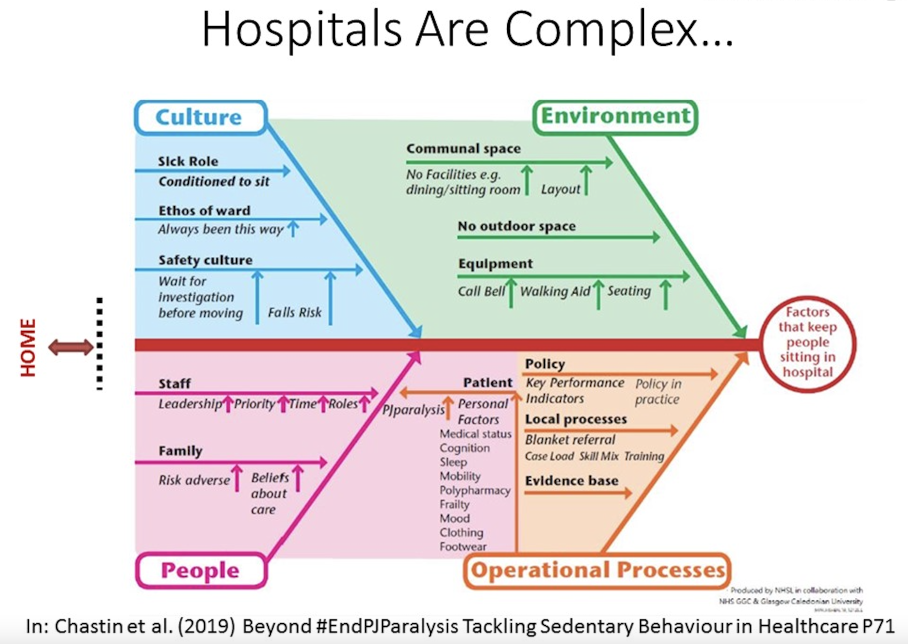 Hospitals Are Complex...
Culture
Environment
Sick Role
Conditioned to sit
Ethos of ward
Always been this way
Safety culture
Wait for
investigation
before moving
Falls Risk
Communal space
No Facilities e.g.
dining/sitting room
Layout
No outdoor space
Equipment
Call Bell
Walking Aid
Seating
HOME
Factors
that keep
people
sitting in
hospital
Staff
Leadership
Priority
Time
Roles
Family
Risk adverse
Beliefs
about
care
Patient
PJparalysis
Personal
Factors
Medical status
Cognition
Sleep
Mobility
Polypharmacy
Frailty
Mood
Clothing
Footwear
Policy
Key Performance
Indicators
Policy in
practice
Local processes
Blanket referral
Case Load Skill Mix Training
Evidence base
People
Operational Processes
Produced by NHSL in collaboration with
NHS GGC & Glasgow Caledonian University
In: Chastin et al. (2019) Beyond #EndPJParalysis Tackling Sedentary Behaviour in Healthcare P71